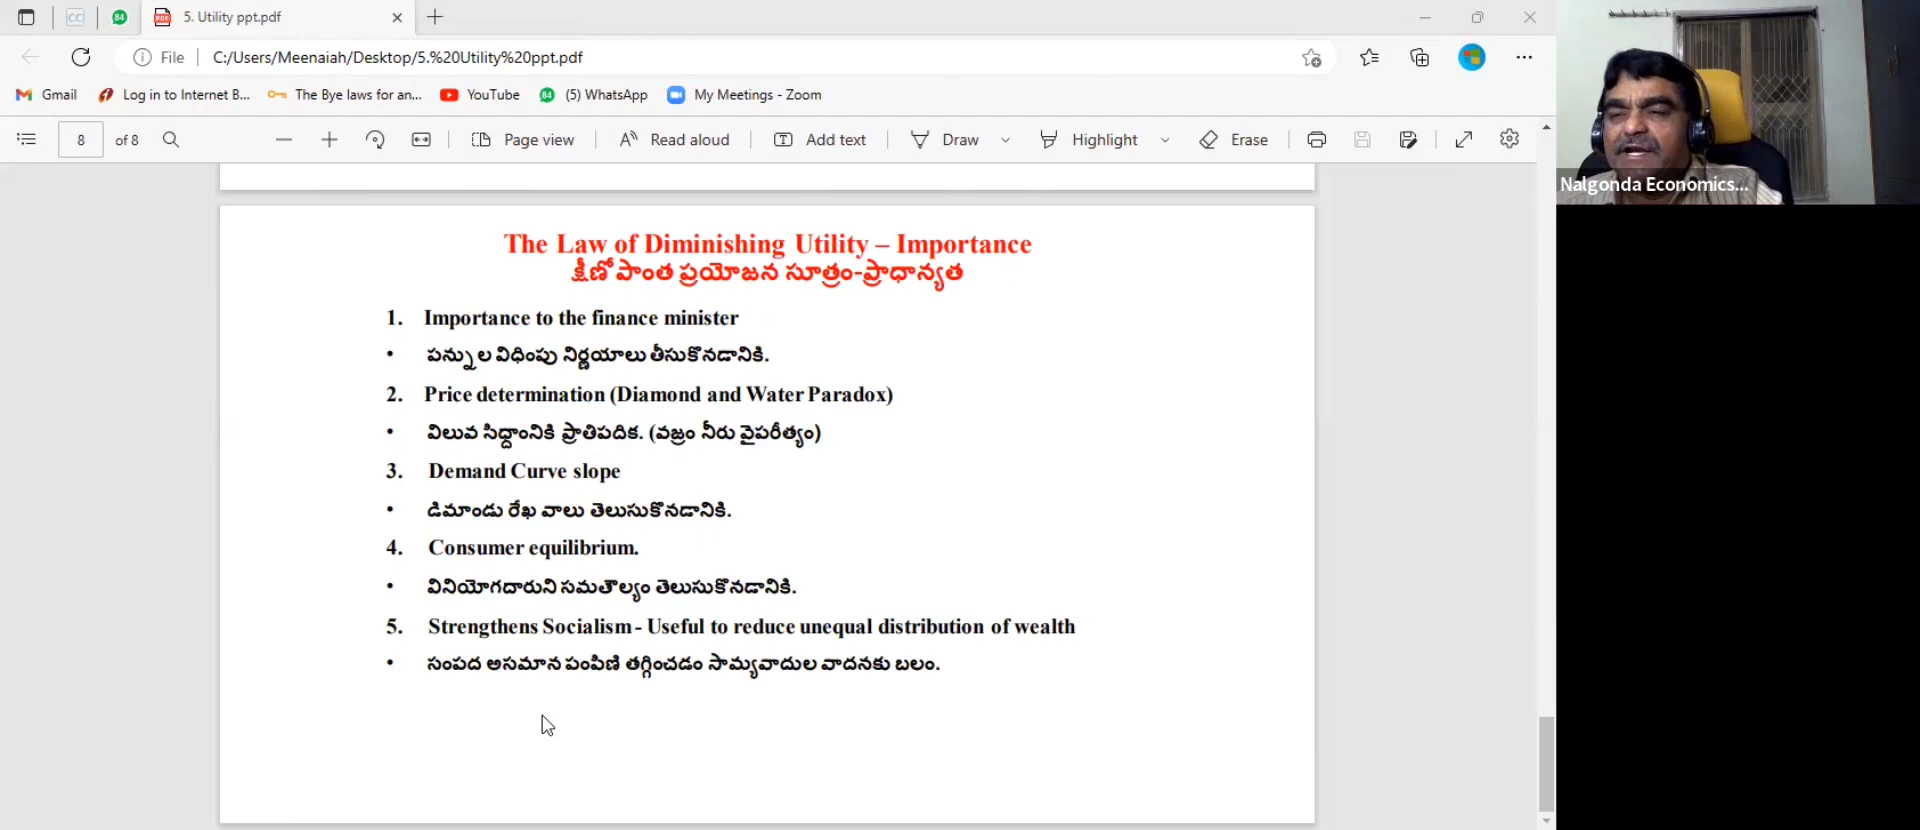 84
5. Utility ppt.pdf
File
C:/Users/Meenaiah/Desktop/5.%20Utility%20ppt.pdf
Gmail
Log in to Internet B...
The Bye laws for an...
YouTube
(5) WhatsApp
My Meetings - Zoom
8 of 8
Page view
Read aloud
Add text
Draw
Highlight
Erase
Nalgonda Economics...
The Law of Diminishing Utility – Importance
క్షీణోపాంత ప్రయోజన సూత్రం-ప్రాధాన్యత
1. Importance to the finance minister
• పన్నుల విధింపు నిర్ణయాలు తీసుకొనడానికి.
2. Price determination (Diamond and Water Paradox)
• విలువ సిద్దాంనికి ప్రాతిపదిక. (వజ్రం నీరు వైపరీత్యం)
3. Demand Curve slope
• డిమాండు రేఖ వాలు తెలుసుకొనడానికి.
4. Consumer equilibrium.
• వినియోగదారుని సమతౌల్యం తెలుసుకొనడానికి.
5. Strengthens Socialism - Useful to reduce unequal distribution of wealth
• సంపద అసమాన పంపిణి తగ్గించడం సామ్యవాదుల వాదనకు బలం.